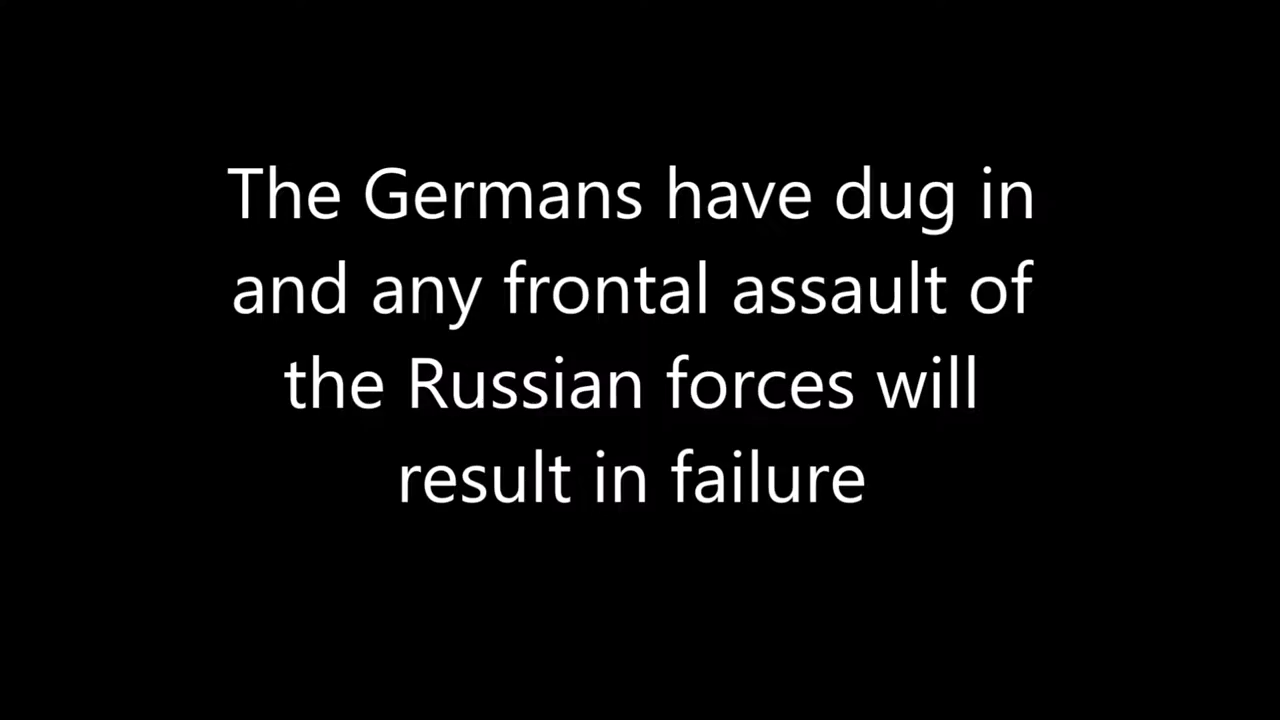 The Germans have dug in
and any frontal assault of
the Russian forces will
result in failure